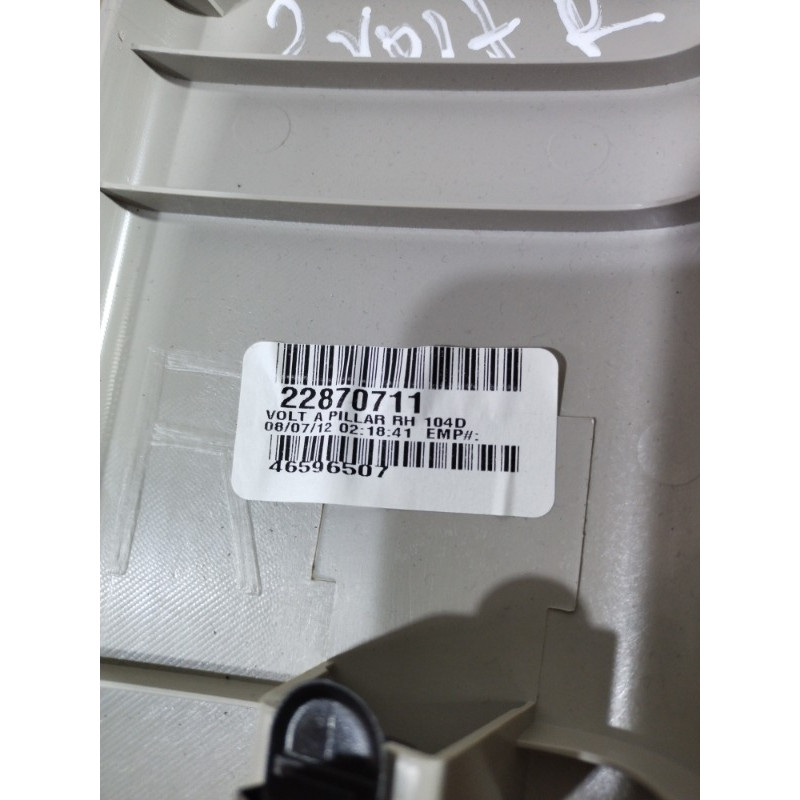 22870711
VOLT A PILLAR RH 104D
08/07/12 02:18:41 EMP#:
46596507